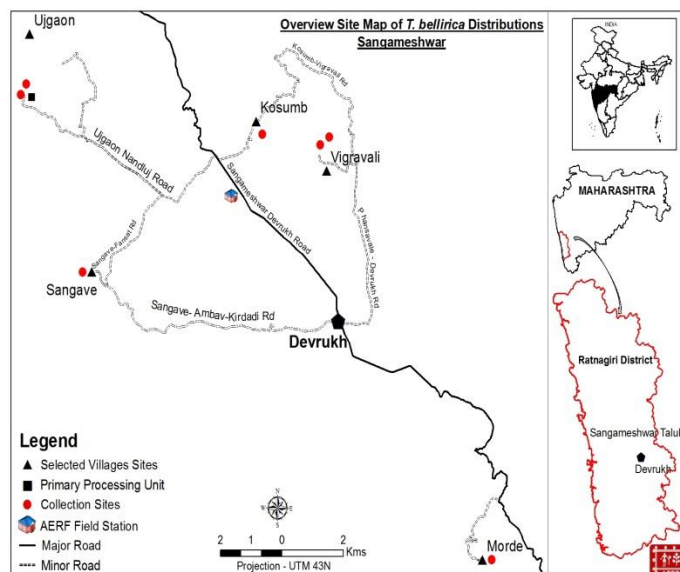 Overview Site Map of T. bellirica Distributions
Sangameshwar
Ujgaon
Kosumb-Vigravali Rd
Kosumb
Vigravali
Ujgaon Nandluj Road
Sangameshwar Devrukh Road
Phansavale - Devrukh Rd
Sangave
Sangave- Ambav-Kirdadi Rd
Devrukh
Legend
Selected Villages Sites
Primary Processing Unit
Collection Sites
AERF Field Station
Major Road
Minor Road
N
W
E
S
2 1 0 2
Kms
Projection - UTM 43N
Morde
INDIA
MAHARASHTRA
Ratnagiri District
Sangameshwar Taluk
Devrukh